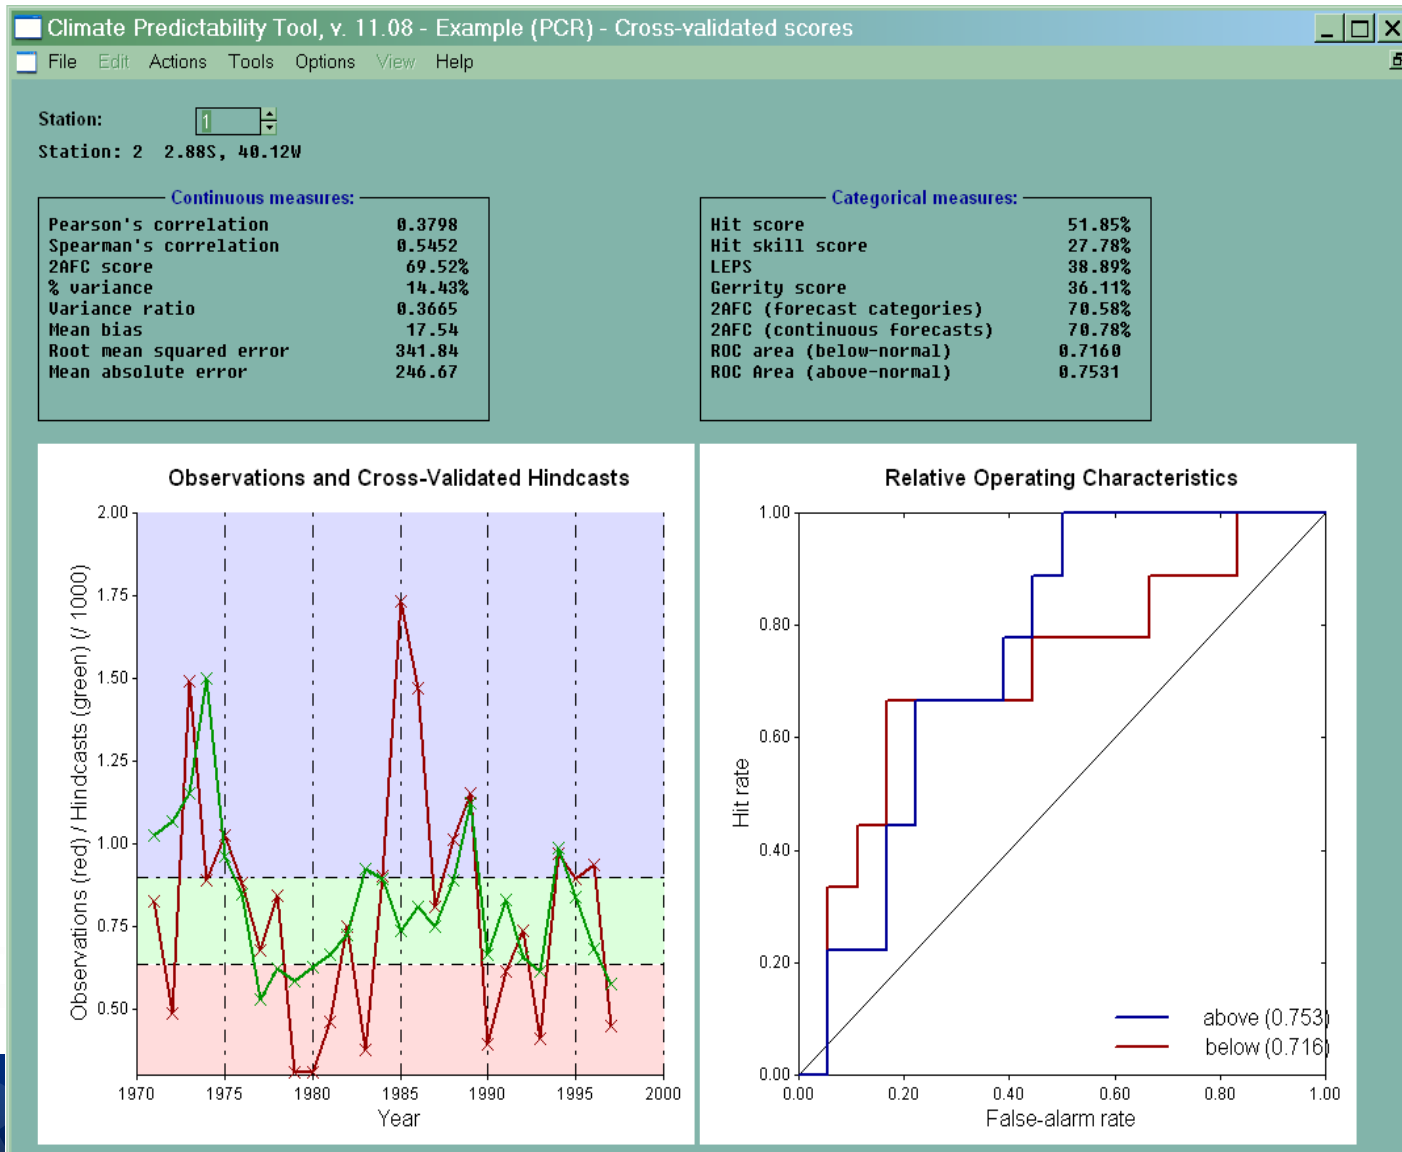 Climate Predictability Tool, v. 11.08 - Example (PCR) - Cross-validated scores
File Edit Actions Tools Options View Help
Station: 1
Station: 2 2.88S, 40.12W
Continuous measures:
Pearson's correlation 0.3798
Spearman's correlation 0.5452
2AFC score 69.52%
% variance 14.43%
Variance ratio 0.3665
Mean bias 17.54
Root mean squared error 341.84
Mean absolute error 246.67
Categorical measures:
Hit score 51.85%
Hit skill score 27.78%
LEPS 38.89%
Gerrity score 36.11%
2AFC (forecast categories) 70.58%
2AFC (continuous forecasts) 70.78%
ROC area (below-normal) 0.7160
ROC Area (above-normal) 0.7531
Observations and Cross-Validated Hindcasts
Observations (red) / Hindcasts (green) (/ 1000)
2.00
1.75
1.50
1.25
1.00
0.75
0.50
1970 1975 1980 1985 1990 1995 2000
Year
Relative Operating Characteristics
Hit rate
1.00
0.80
0.60
0.40
0.20
0.00
above (0.753)
below (0.716)
0.00 0.20 0.40 0.60 0.80 1.00
False-alarm rate